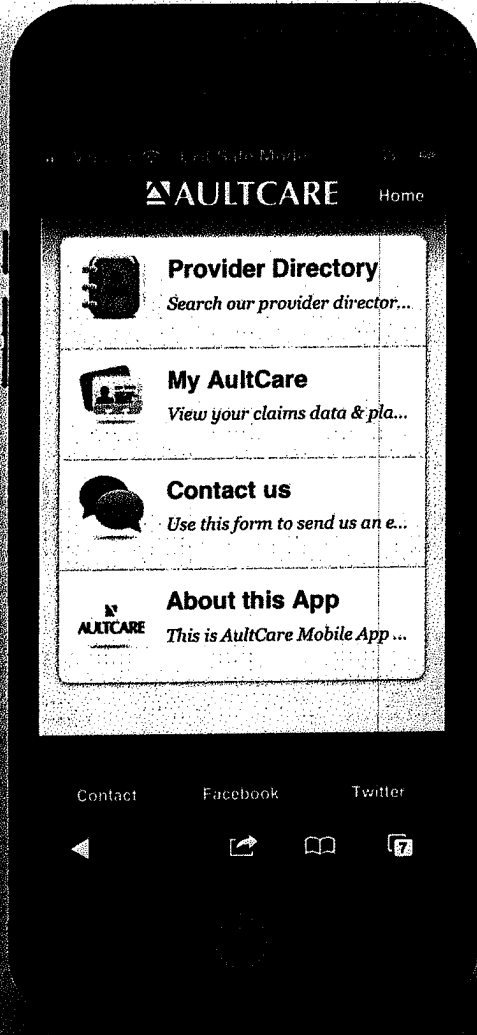 AULTCARE
Home
Provider Directory
Search our provider director...
My AultCare
View your claims data & pla...
Contact us
Use this form to send us an e...
About this App
AULTCARE
This is AultCare Mobile App ...
Contact Facebook Twitter
7